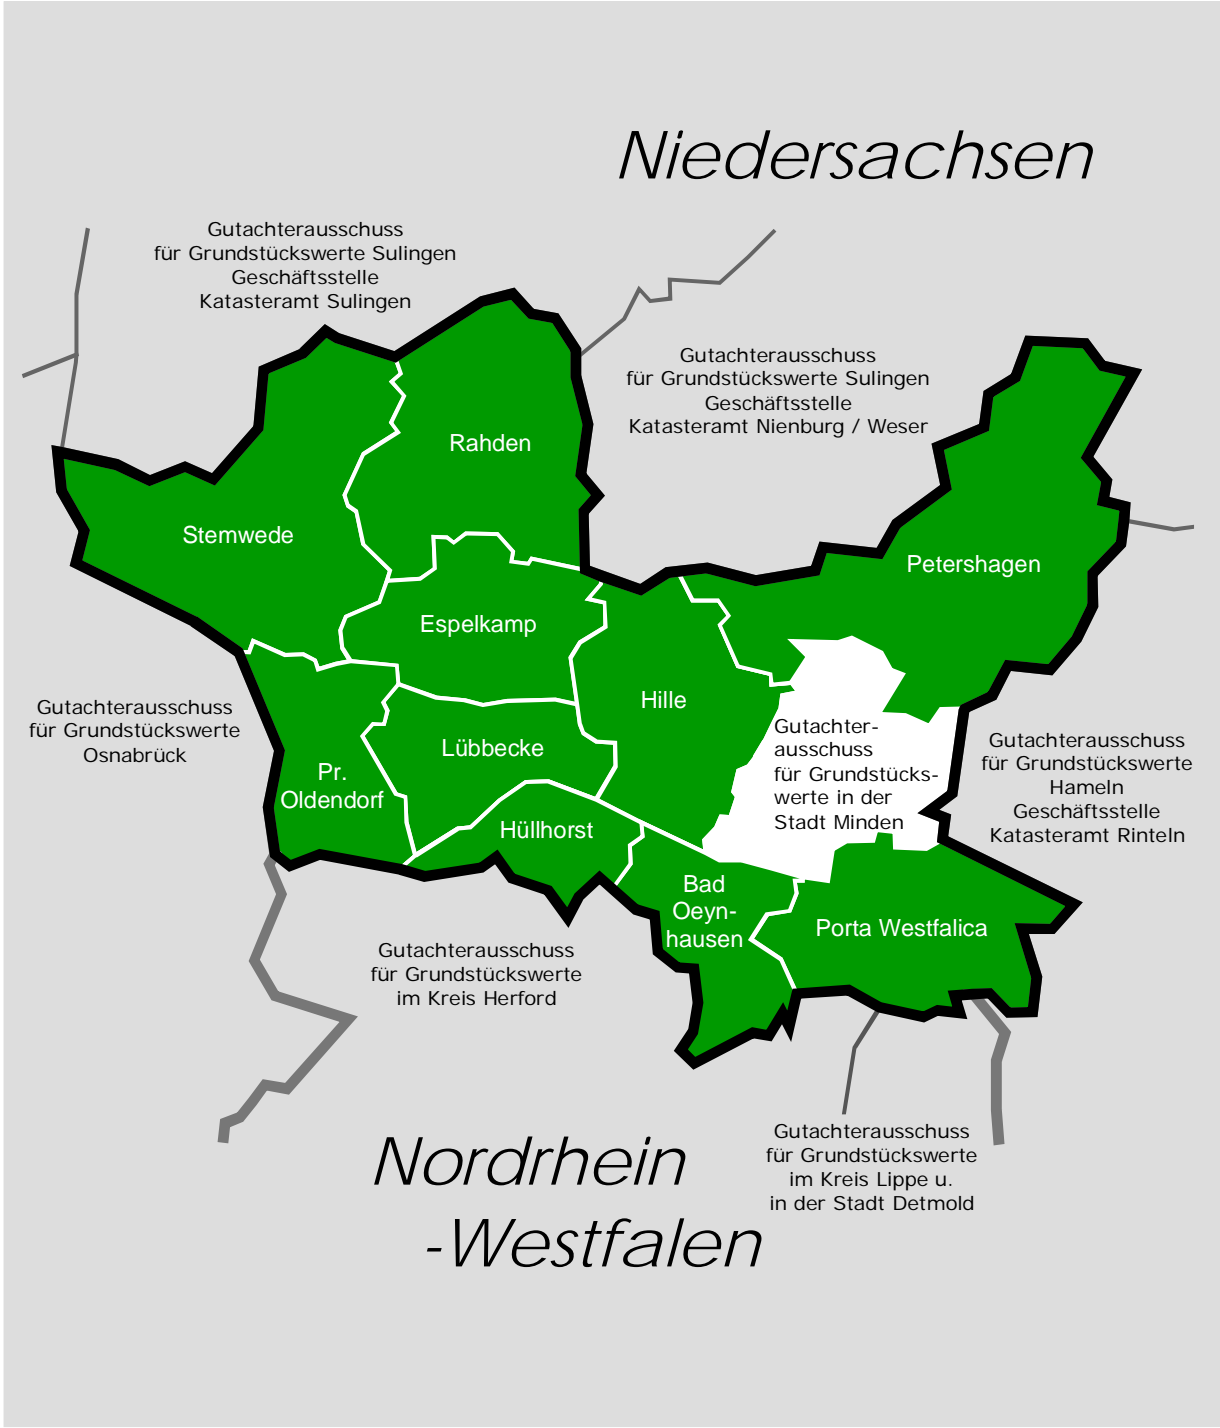 Niedersachsen
Gutachterausschuss
für Grundstückswerte Sulingen
Geschäftsstelle
Katasteramt Sulingen
Gutachterausschuss
für Grundstückswerte Sulingen
Geschäftsstelle
Katasteramt Nienburg / Weser
Rahden
Stemwede
Petershagen
Espelkamp
Hille
Gutachterausschuss
für Grundstückswerte
Osnabrück
Lübbecke
Pr.
Oldendorf
Gutachter-
ausschuss
für Grundstücks-
werte in der
Stadt Minden
Gutachterausschuss
für Grundstückswerte
Hameln
Geschäftsstelle
Katasteramt Rinteln
Hüllhorst
Bad
Oeyn-
hausen
Porta Westfalica
Gutachterausschuss
für Grundstückswerte
im Kreis Herford
Nordrhein
-Westfalen
Gutachterausschuss
für Grundstückswerte
im Kreis Lippe u.
in der Stadt Detmold